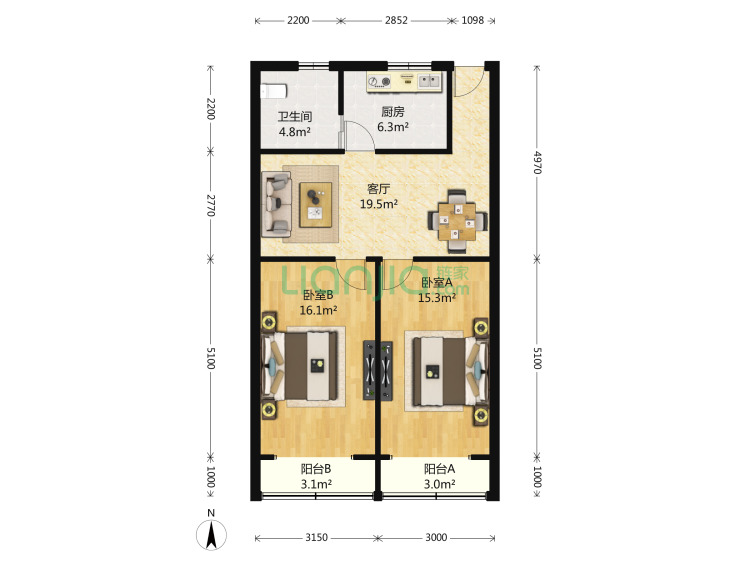 2200 2852 1098
2200
2770
5100
1000
4970
5100
1000
卫生间
4.8m²
厨房
6.3m²
客厅
19.5m²
Lianjia 链家
.com
卧室B
16.1m²
卧室A
15.3m²
阳台B
3.1m²
阳台A
3.0m²
N
3150 3000